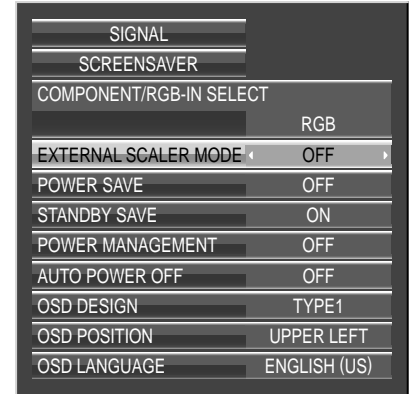 SIGNAL
SCREENSAVER
COMPONENT/RGB-IN SELECT
RGB
EXTERNAL SCALER MODE OFF
POWER SAVE OFF
STANDBY SAVE ON
POWER MANAGEMENT OFF
AUTO POWER OFF OFF
OSD DESIGN TYPE1
OSD POSITION UPPER LEFT
OSD LANGUAGE ENGLISH (US)